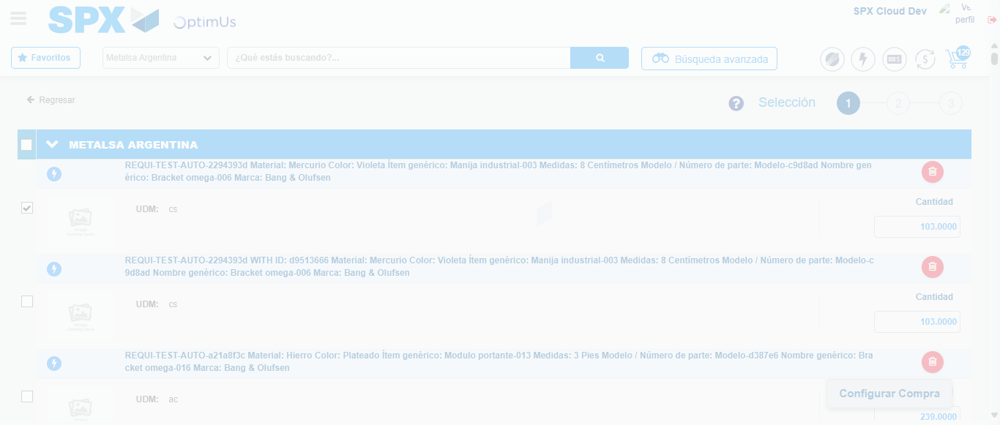 SPX
OptimUs
SPX Cloud Dev
Ve
perfil
Favoritos
Metalsa Argentina
¿Qué estás buscando?...
Búsqueda avanzada
129
Regresar
?
Selección
1
2
3
METALSA ARGENTINA
REQUI-TEST-AUTO-2294393d Material: Mercurio Color: Violeta Ítem genérico: Manija industrial-003 Medidas: 8 Centímetros Modelo / Número de parte: Modelo-c9d8ad Nombre gen
érico: Bracket omega-006 Marca: Bang & Olufsen
UDM: cs
Cantidad
103.0000
REQUI-TEST-AUTO-2294393d WITH ID: d9513666 Material: Mercurio Color: Violeta Ítem genérico: Manija industrial-003 Medidas: 8 Centímetros Modelo / Número de parte: Modelo-c
9d8ad Nombre genérico: Bracket omega-006 Marca: Bang & Olufsen
UDM: cs
Cantidad
103.0000
REQUI-TEST-AUTO-a21a8f3c Material: Hierro Color: Plateado Ítem genérico: Modulo portante-013 Medidas: 3 Pies Modelo / Número de parte: Modelo-d387e6 Nombre genérico: Bra
cket omega-016 Marca: Bang & Olufsen
UDM: ac
Configurar Compra
239.0000